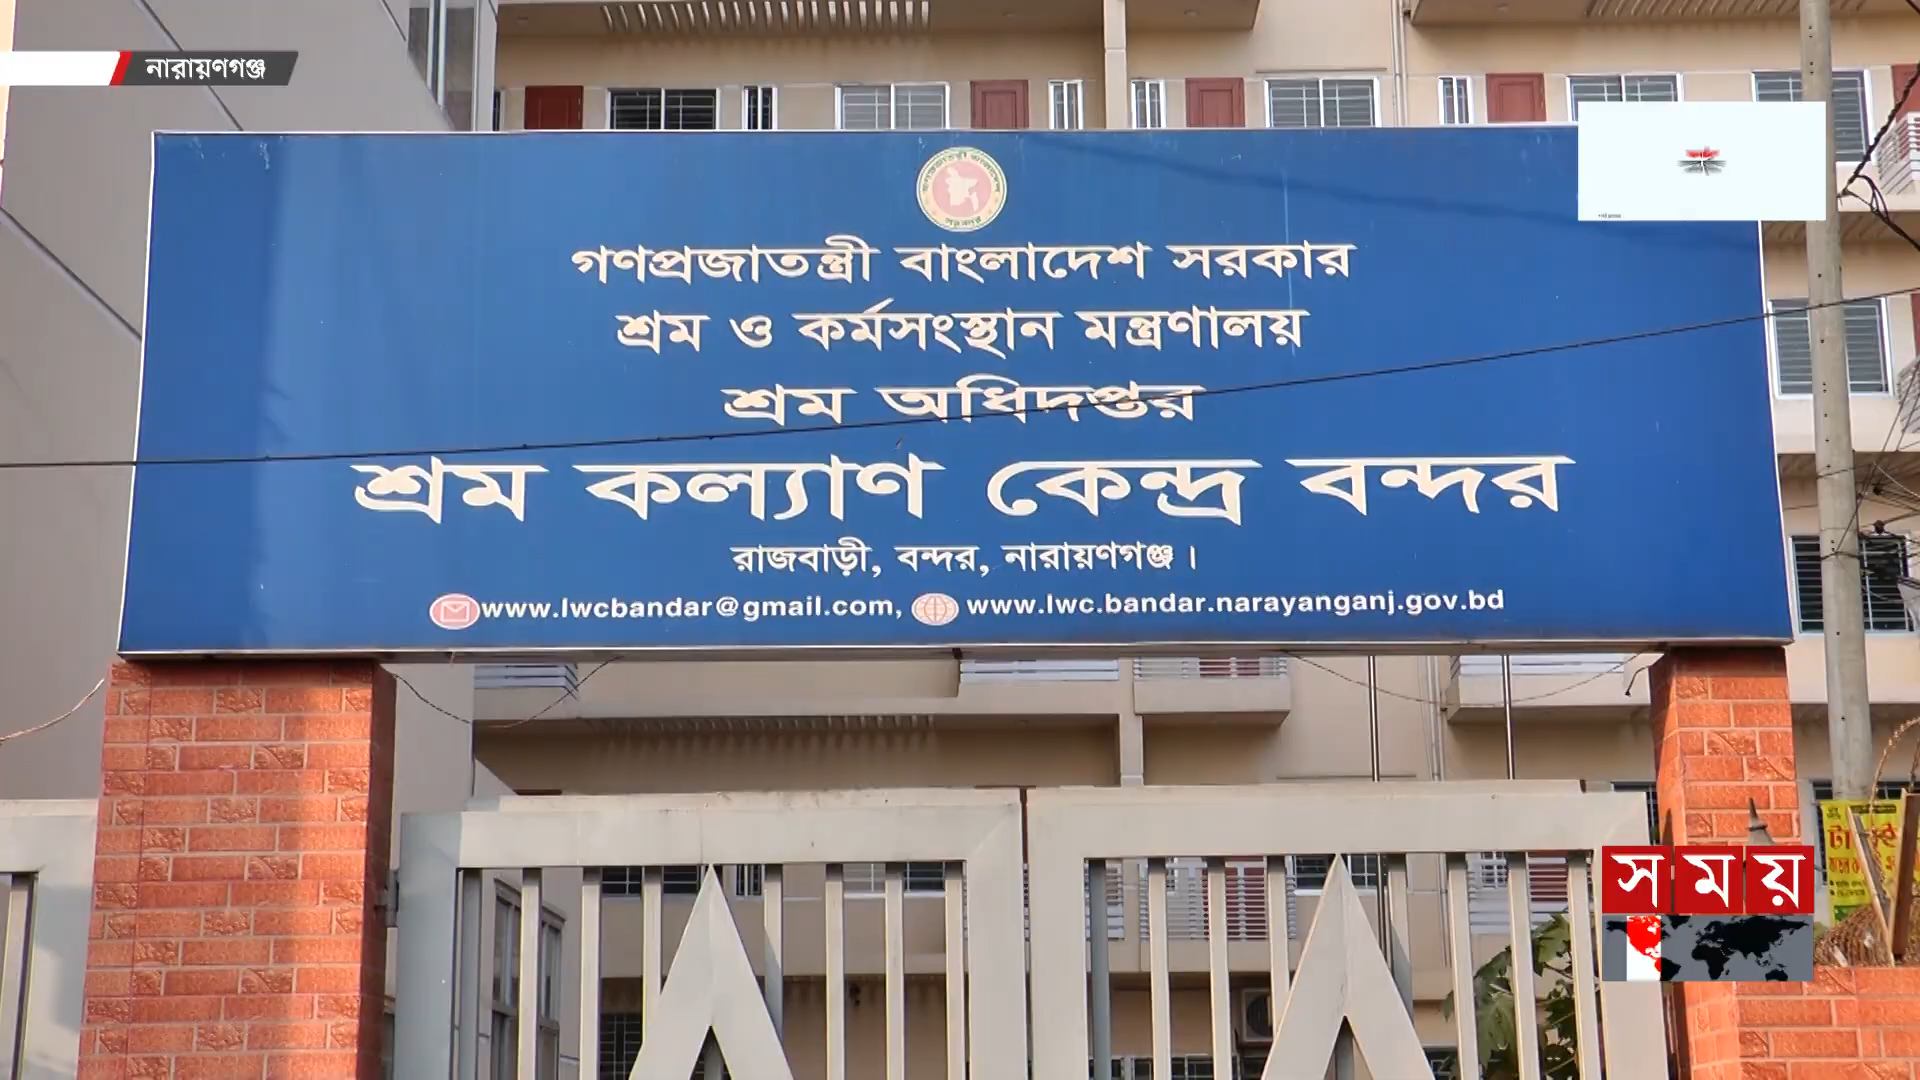 নারায়ণগঞ্জ
গণপ্রজাতন্ত্রী বাংলাদেশ সরকার
শ্রম ও কর্মসংস্থান মন্ত্রণালয়
শ্রম অধিদপ্তর
শ্রম কল্যাণ কেন্দ্র বন্দর
রাজবাড়ী, বন্দর, নারায়ণগঞ্জ।
www.lwcbandar@gmail.com, www.lwc.bandar.narayanganj.gov.bd
সময়